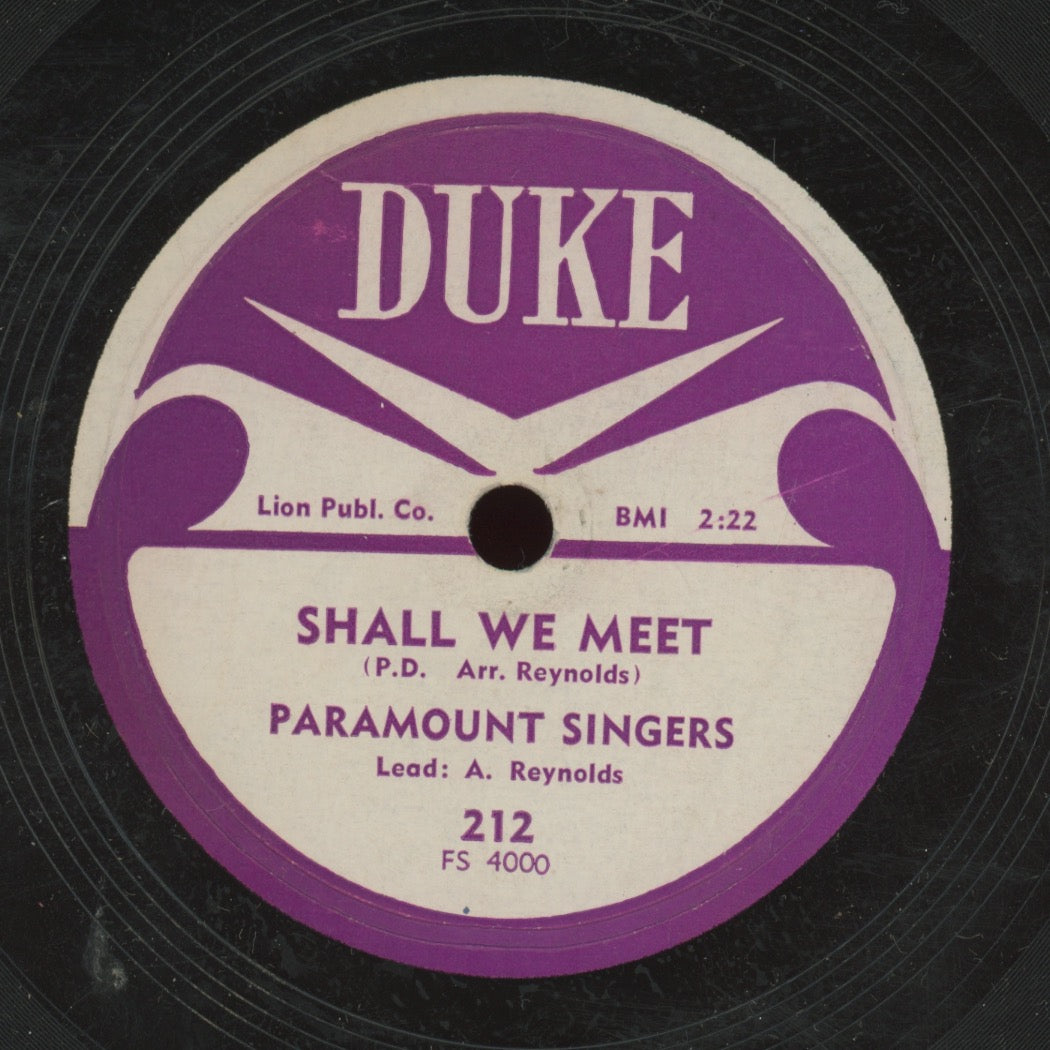 DUKE
Lion Publ. Co.
BMI 2:22
SHALL WE MEET
(P.D. Arr. Reynolds)
PARAMOUNT SINGERS
Lead: A. Reynolds
212
FS 4000